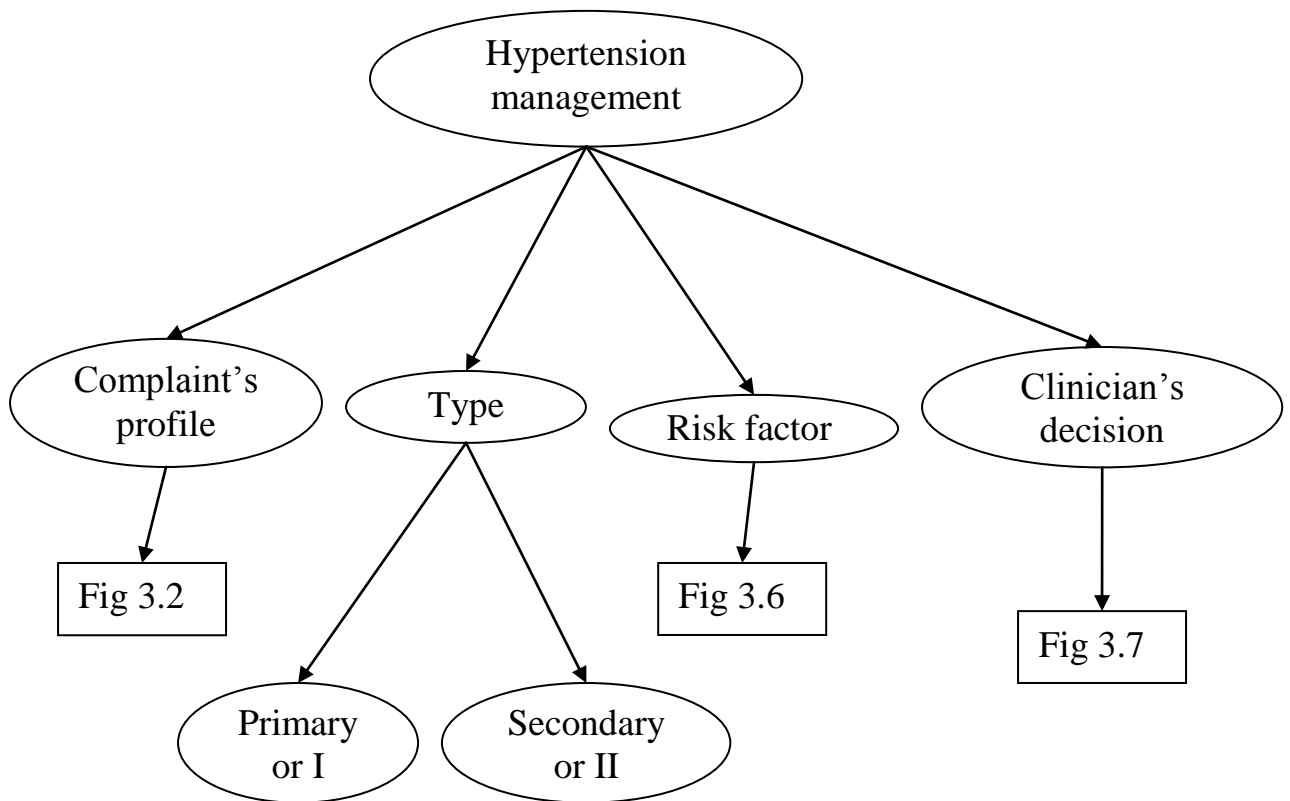 Hypertension
management
Complaint’s
profile
Type
Risk factor
Clinician’s
decision
Fig 3.2
Fig 3.6
Fig 3.7
Primary
or I
Secondary
or II